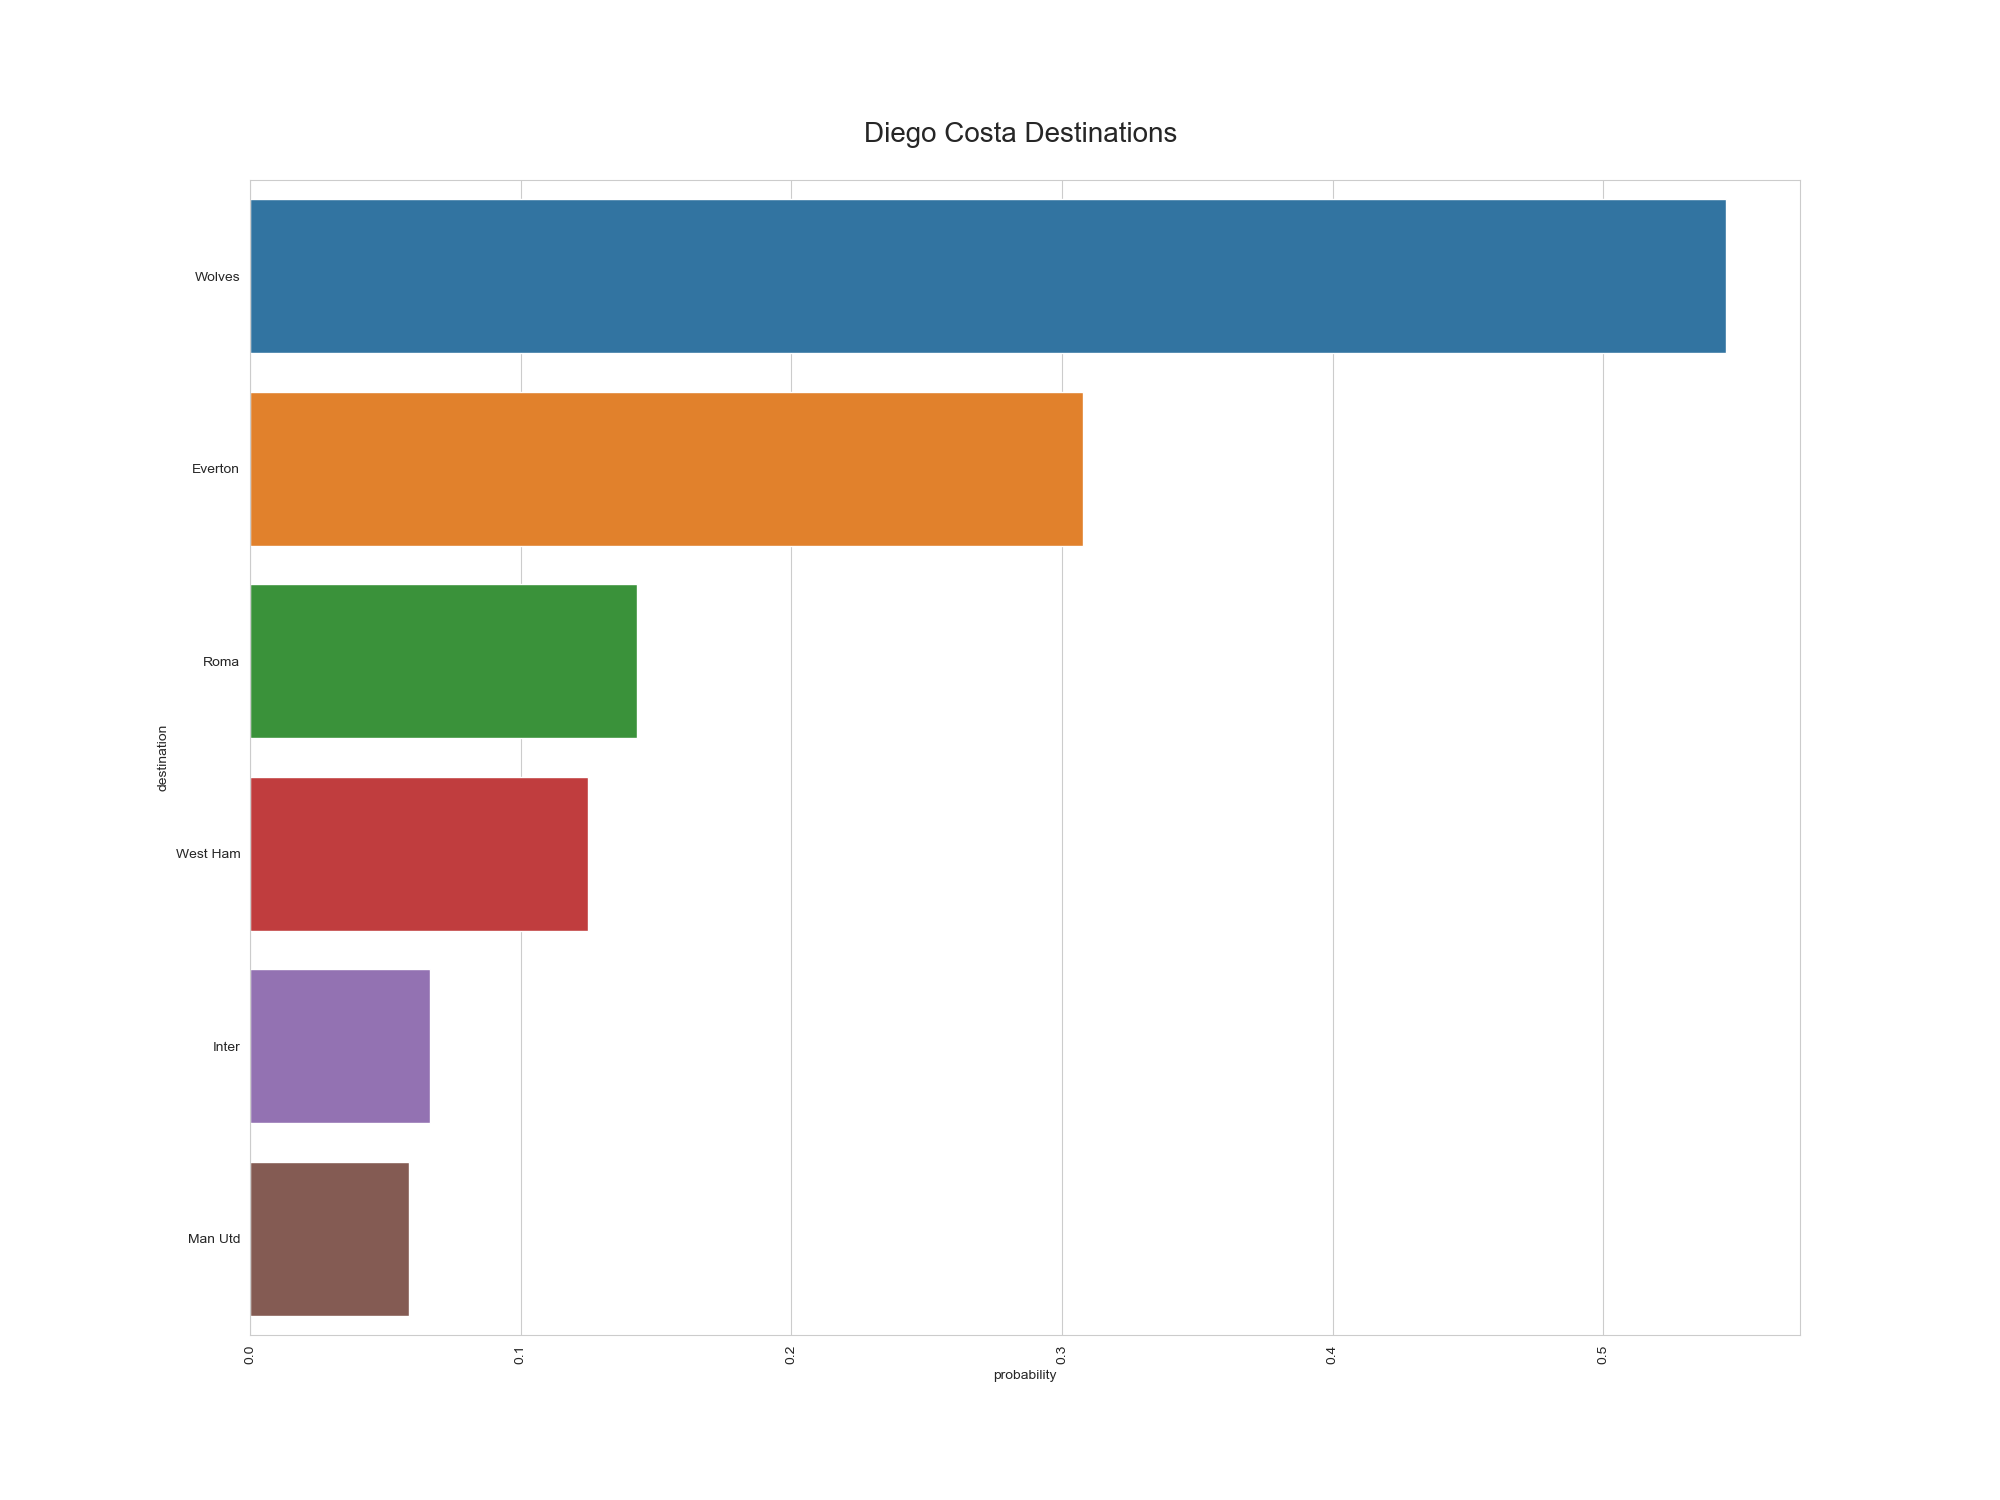 Diego Costa Destinations
destination
Wolves
Everton
Roma
West Ham
Inter
Man Utd
0.0
0.1
0.2
0.3
0.4
0.5
probability